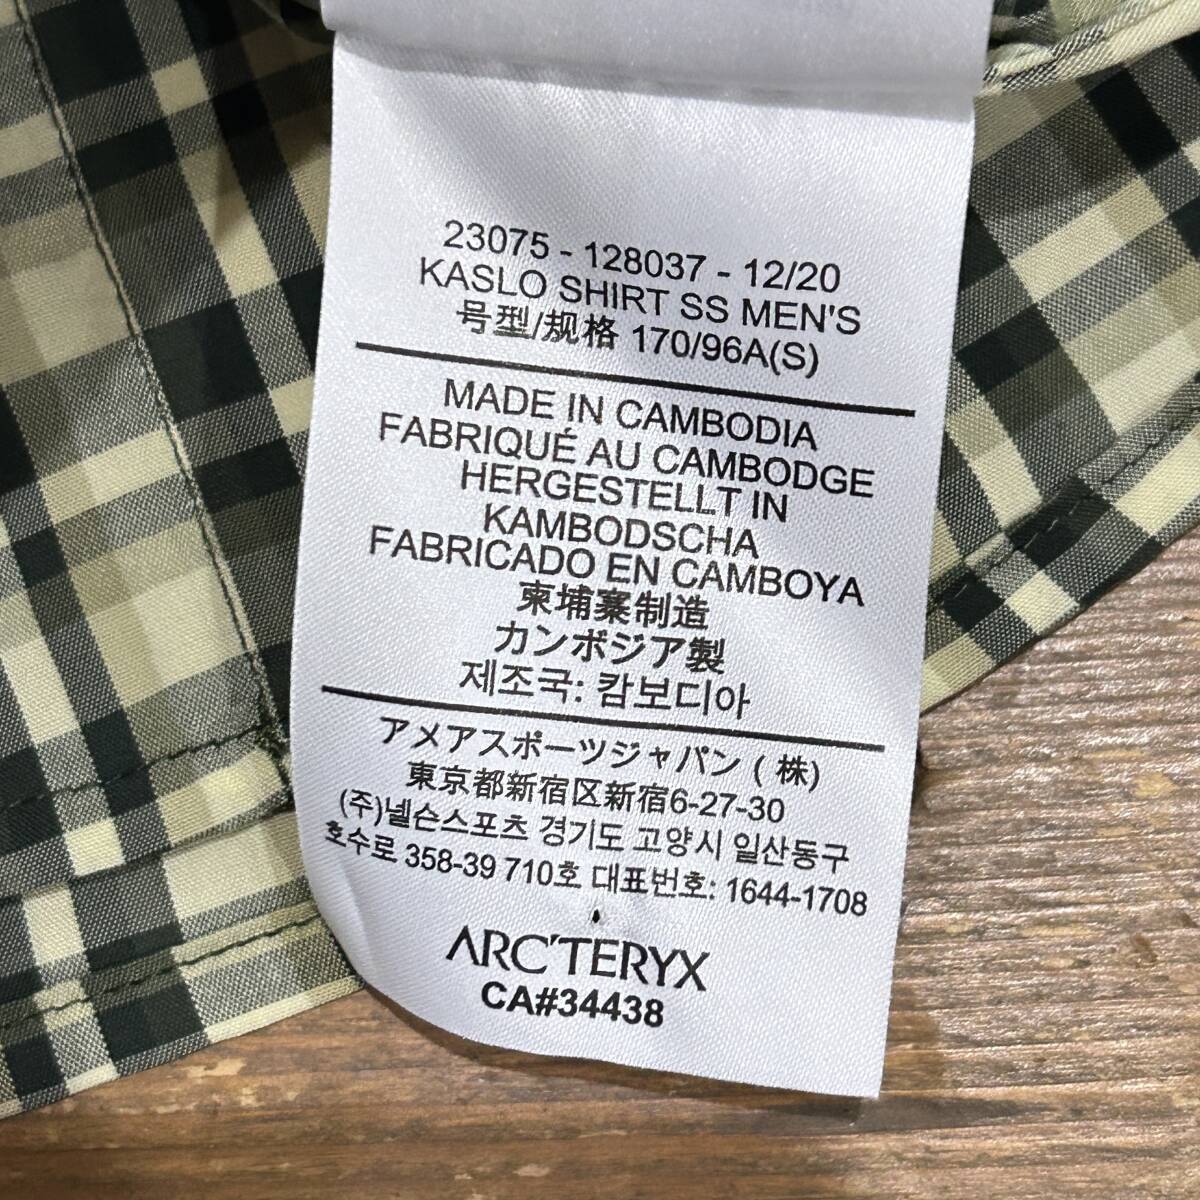 23075 - 128037 - 12/20
KASLO SHIRT SS MEN'S
号型/规格 170/96A(S)
MADE IN CAMBODIA
FABRIQUÉ AU CAMBODGE
HERGESTELLT IN
KAMBODSCHA
FABRICADO EN CAMBOYA
柬埔寨制造
カンボジア製
제조국: 캄보디아
アメアスポーツジャパン (株)
東京都新宿区新宿6-27-30
(주)넬슨스포츠 경기도 고양시 일산동구
호수로 358-39 710호 대표번호: 1644-1708
ARC'TERYX
CA#34438